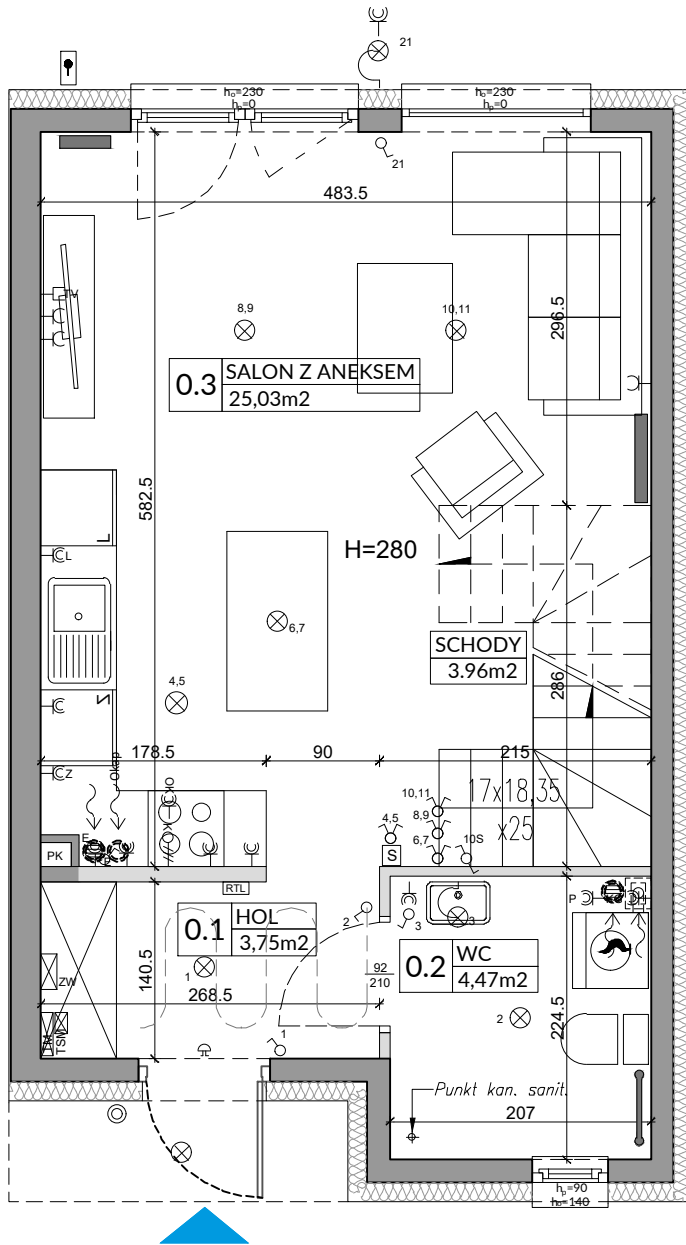 21
h₀=230
hₚ=0
h₀=230
hₚ=0
21
483.5
TV
8,9
10,11
296.5
0.3
SALON Z ANEKSEM
25,03m2
582.5
L
H=280
L
6,7
SCHODY
3.96m2
4,5
286
Z
178.5
90
215
Okap
10,11
17x18,35
x25
8,9
4,5
6,7
10S
E
PK
S
RTL
P
0.1
HOL
3,75m2
2
3
3
0.2
WC
4,47m2
92
210
1
ZW
140.5
268.5
2
224.5
TM
TSM
1
Punkt kan. sanit.
207
hₚ=90
h₀=140